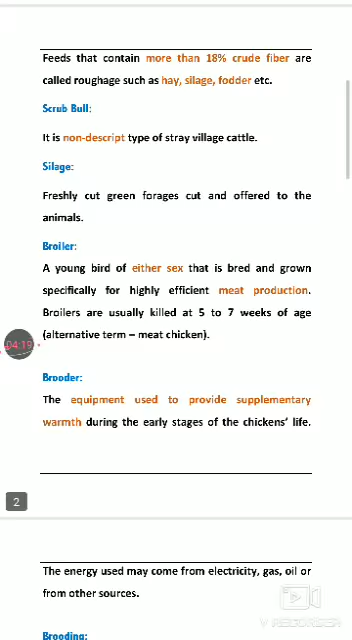 Feeds that contain more than 18% crude fiber are
called roughage such as hay, silage, fodder etc.
Scrub Bull:
It is non-descript type of stray village cattle.
Silage:
Freshly cut green forages cut and offered to the
animals.
Broiler:
A young bird of either sex that is bred and grown
specifically for highly efficient meat production.
Broilers are usually killed at 5 to 7 weeks of age
(alternative term – meat chicken).
04:19
Brooder:
The equipment used to provide supplementary
warmth during the early stages of the chickens' life.
2
The energy used may come from electricity, gas, oil or
from other sources.
V RECORDER
Brooding: